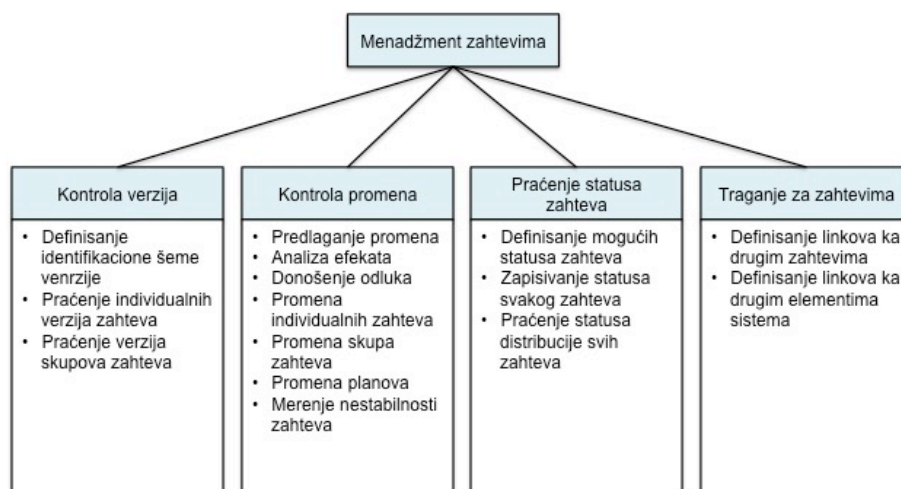 Menadžment zahtevima
Kontrola verzija
• Definisanje
identifikacione šeme
venrzije
• Praćenje individualnih
verzija zahteva
• Praćenje verzija
skupova zahteva
Kontrola promena
• Predlaganje promena
• Analiza efekata
• Donošenje odluka
• Promena
individualnih zahteva
• Promena skupa
zahteva
• Promena planova
• Merenje nestabilnosti
zahteva
Praćenje statusa
zahteva
• Definisanje mogućih
statusa zahteva
• Zapisivanje statusa
svakog zahteva
• Praćenje statusa
distribucije svih
zahteva
Traganje za zahtevima
• Definisanje linkova ka
drugim zahtevima
• Definisanje linkova ka
drugim elementima
sistema